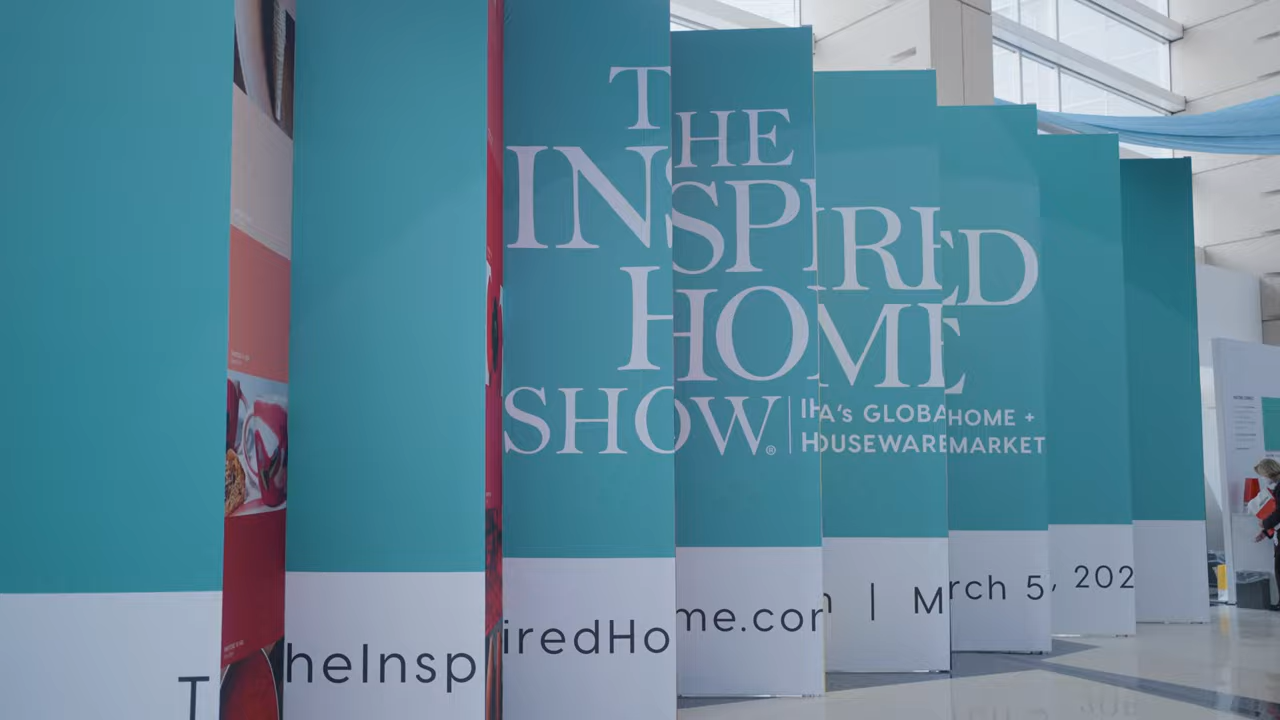 THE
INSPIRED
HOME
SHOW®
IHA's GLOBAL HOME +
HOUSEWARES MARKET
TheInspiredHome.com | March 5, 202